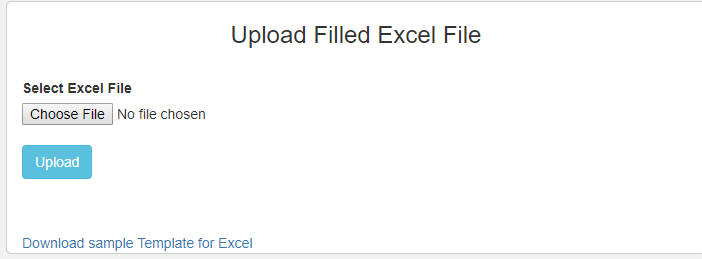 Upload Filled Excel File
Select Excel File
Choose File No file chosen
Upload
Download sample Template for Excel